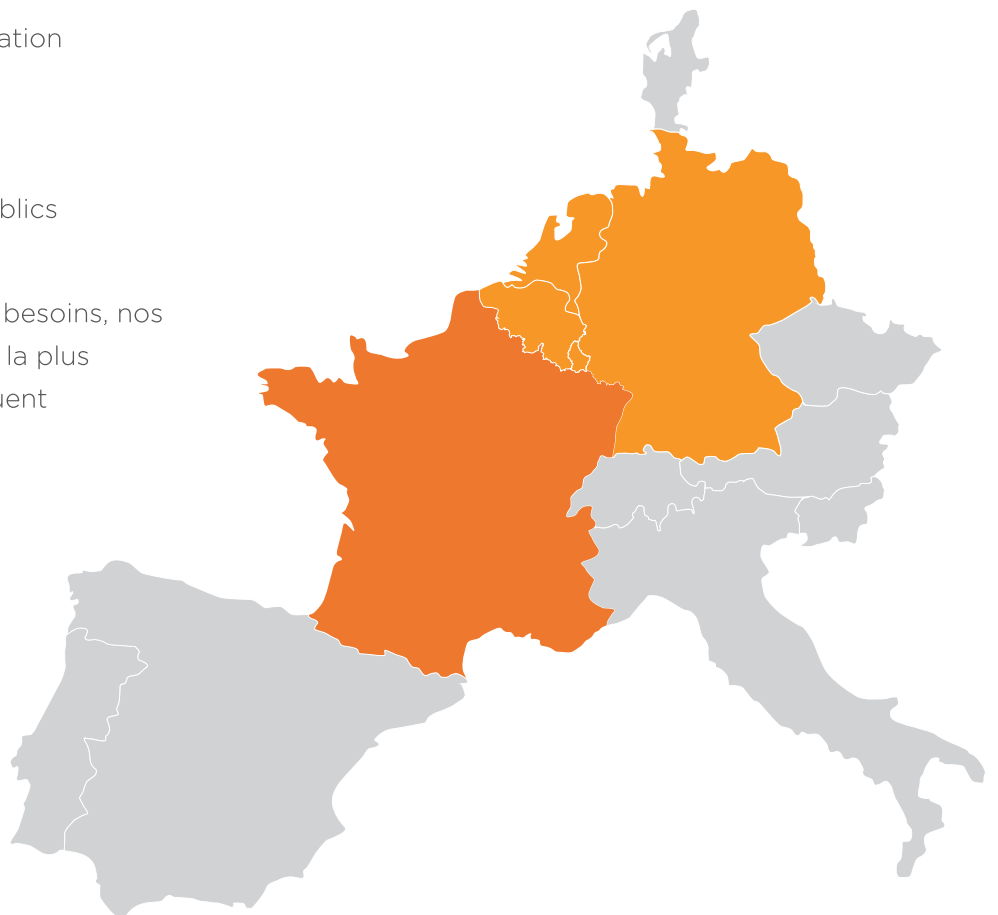 ation
blics
besoins, nos
la plus
uent